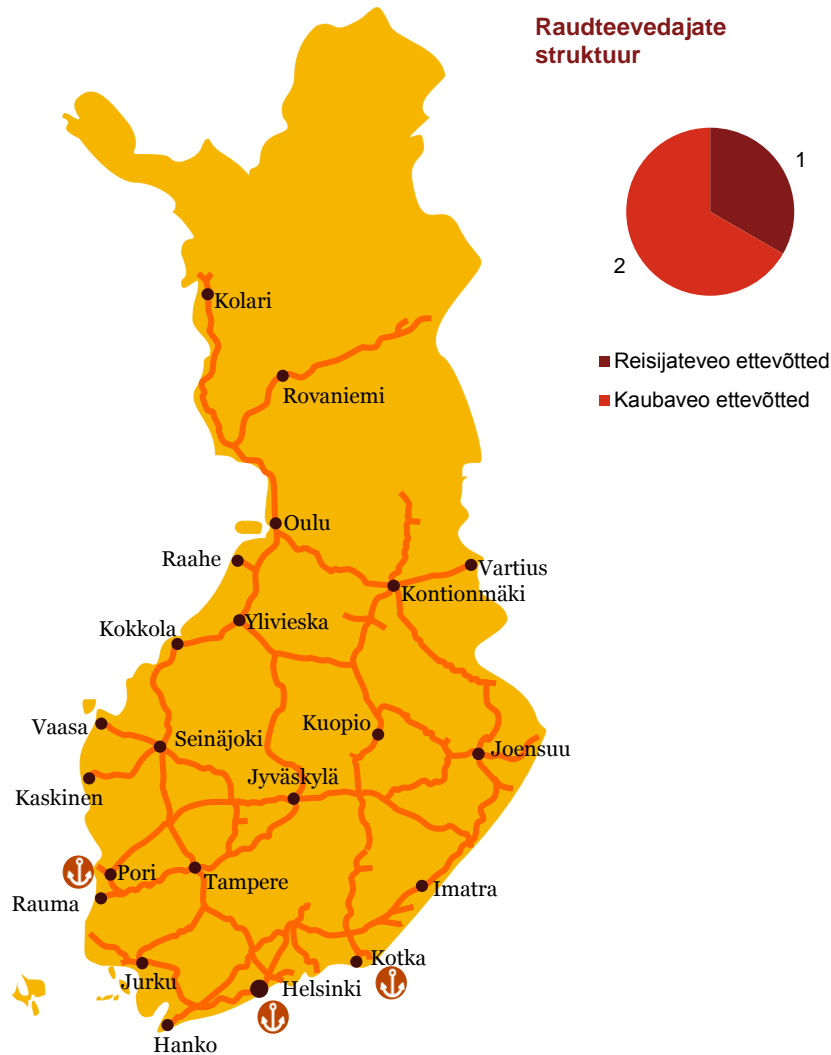 Raudteevedajate
struktuur
1
2
Reisijateveo ettevõtted
Kaubaveo ettevõtted
Kolari
Rovaniemi
Oulu
Raahe
Vartius
Kontionmäki
Ylivieska
Kokkola
Vaasa
Seinäjoki
Kuopio
Joensuu
Jyväskylä
Kaskinen
Pori
Tampere
Rauma
Imatra
Kotka
Jurku
Helsinki
Hanko